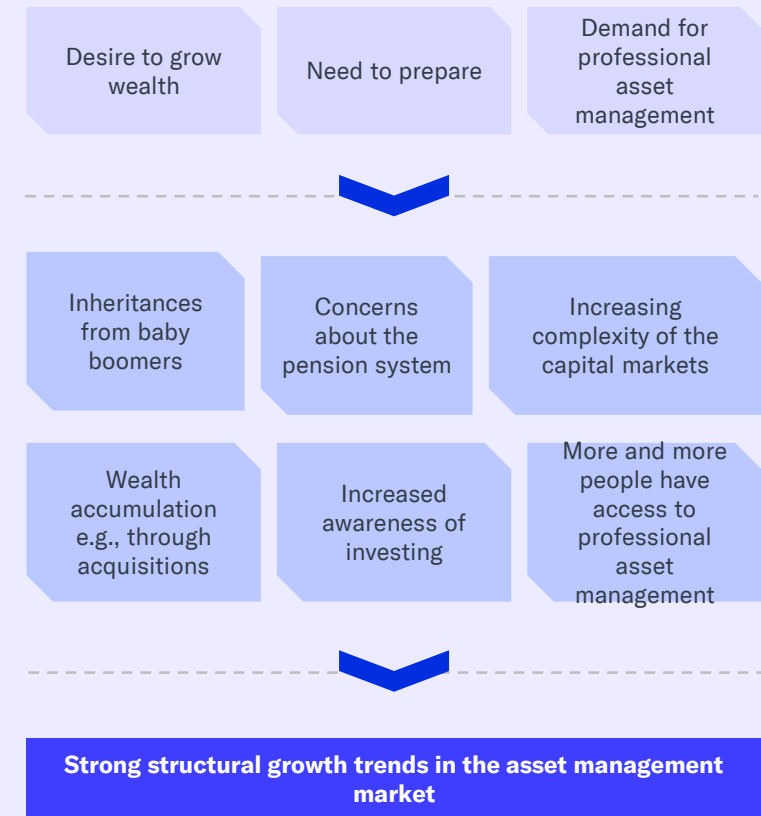 Desire to grow
wealth
Need to prepare
Demand for
professional
asset
management
Inheritances
from baby
boomers
Concerns
about the
pension system
Increasing
complexity of the
capital markets
Wealth
accumulation
e.g., through
acquisitions
Increased
awareness of
investing
More and more
people have
access to
professional
asset
management
Strong structural growth trends in the asset management
market